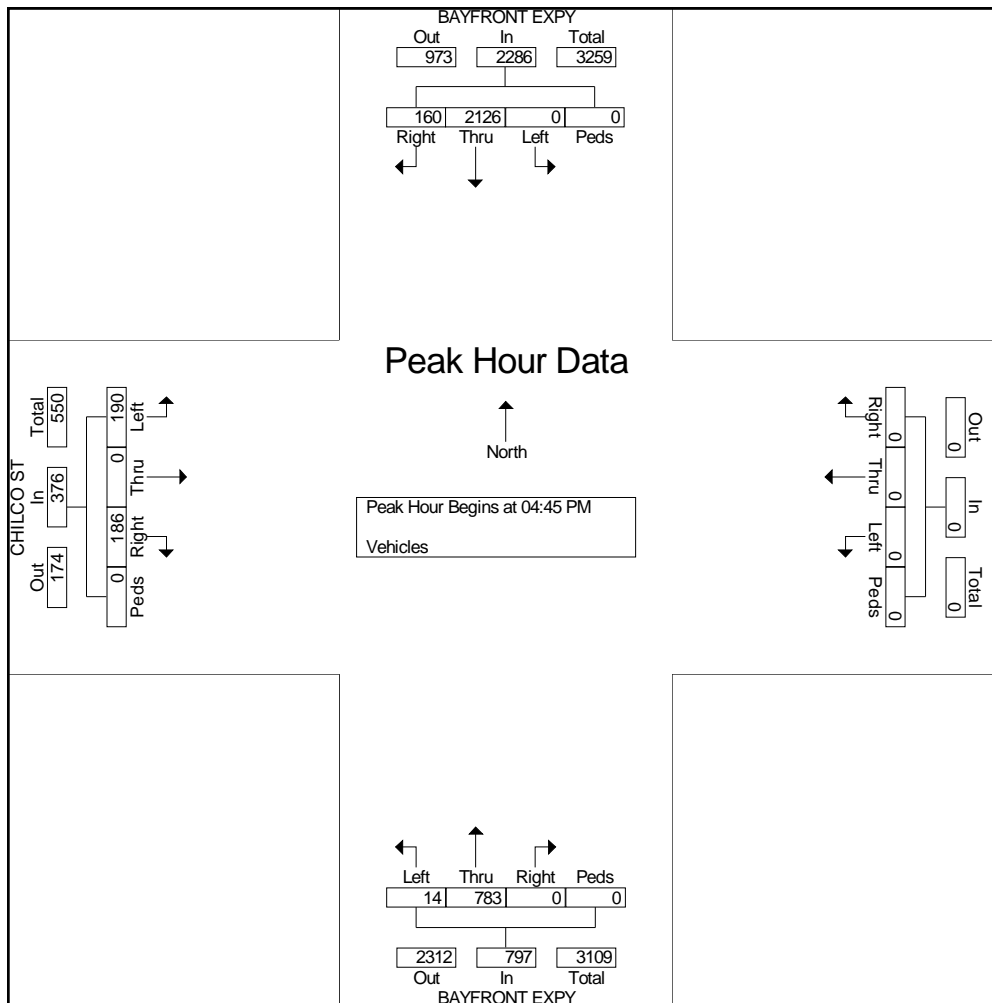 BAYFRONT EXPY
Out In Total
973 2286 3259
160 2126 0 0
Right Thru Left Peds
Peak Hour Data
North
Peak Hour Begins at 04:45 PM
Vehicles
CHILCO ST
Total In Out
550 376 174
190 0 186 0
Left Thru Right Peds
Right Thru Left Peds
0 0 0 0
Out In Total
0 0 0
Left Thru Right Peds
14 783 0 0
2312 797 3109
Out In Total
BAYFRONT EXPY